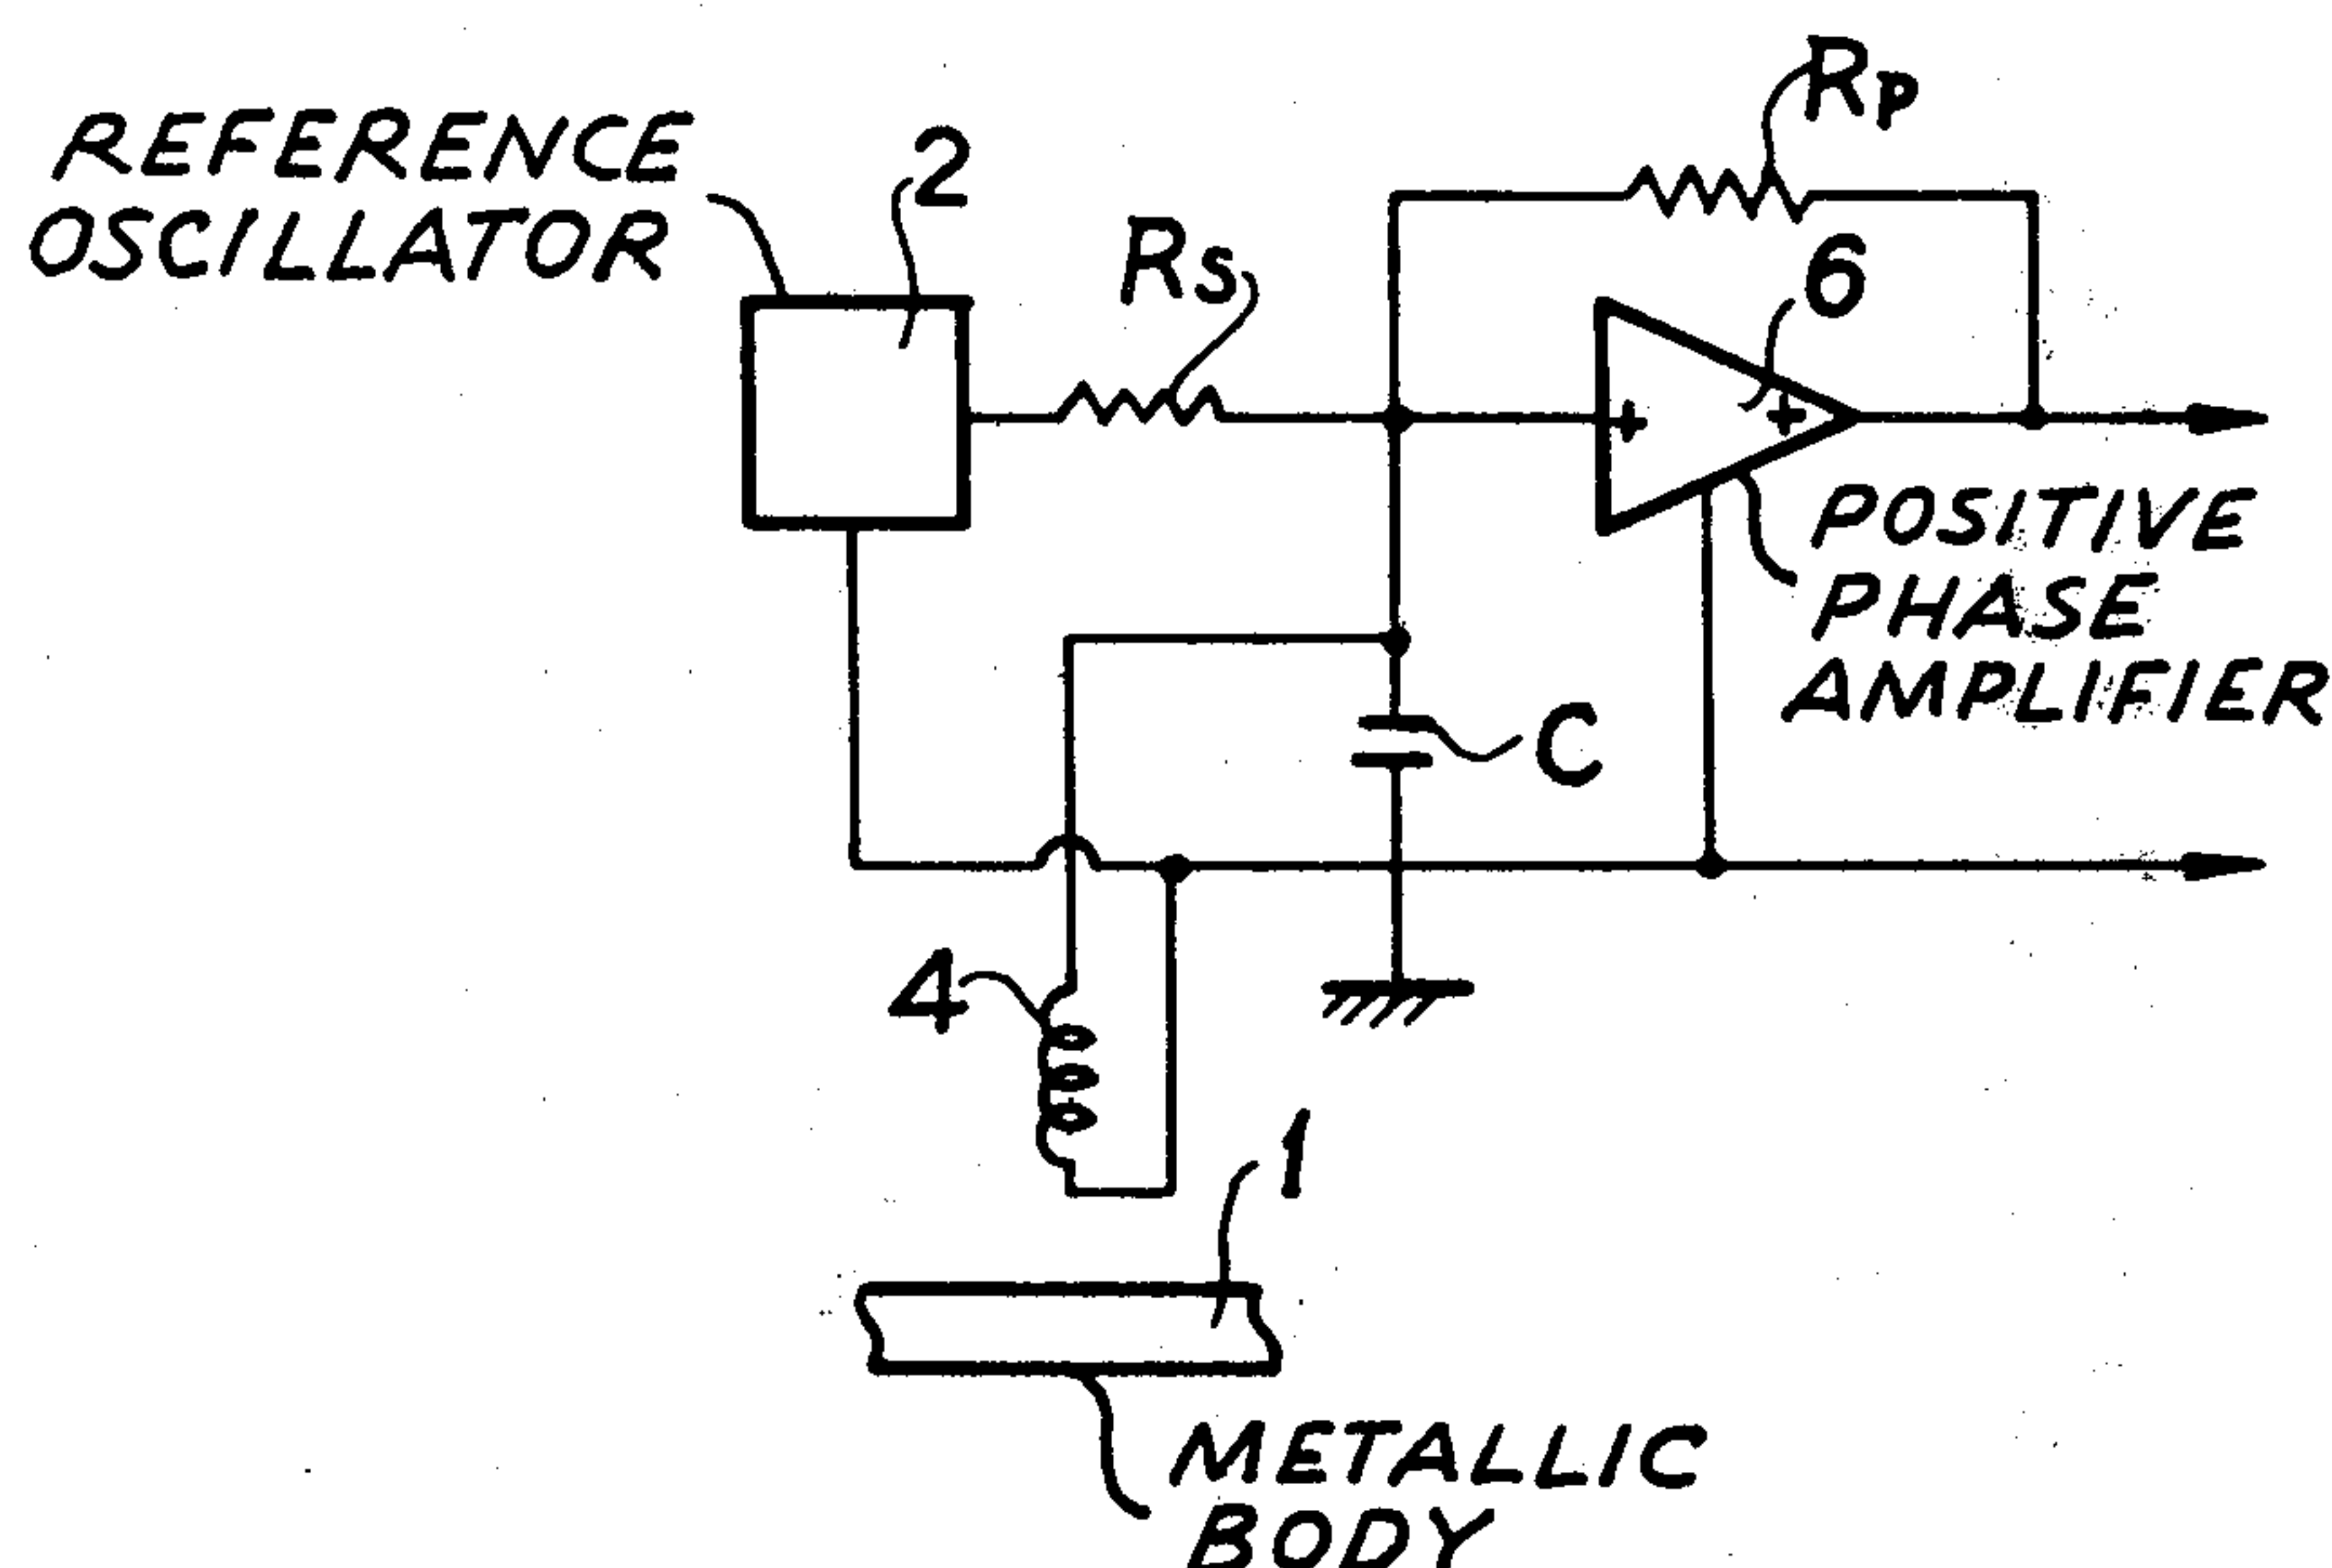 REFERENCE
OSCILLATOR
2
Rs
Rp
6
+
+
POSITIVE
PHASE
AMPLIFIER
C
4
1
METALLIC
BODY